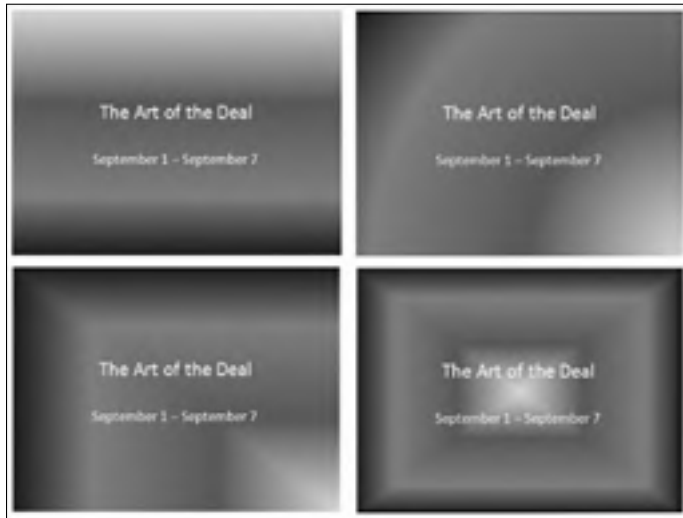 The Art of the Deal
September 1 – September 7
The Art of the Deal
September 1 – September 7
The Art of the Deal
September 1 – September 7
The Art of the Deal
September 1 – September 7